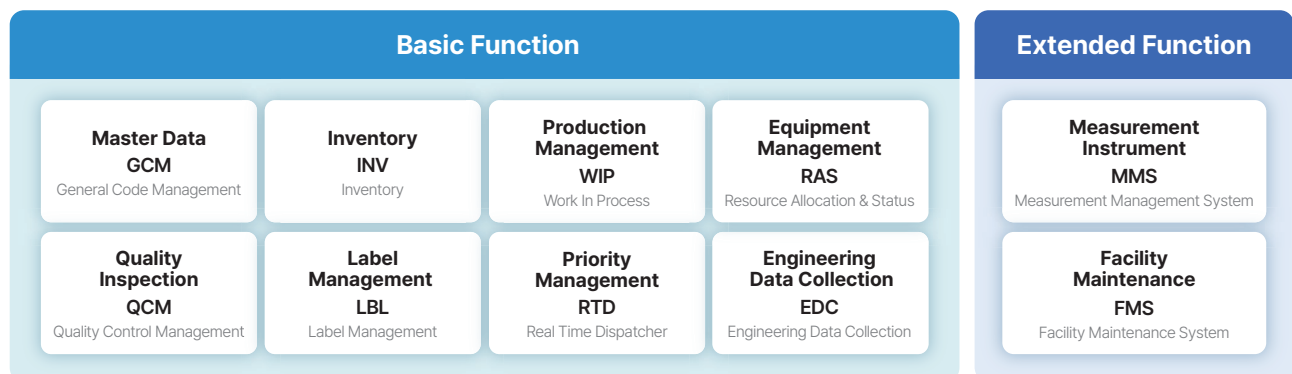 Basic Function
Master Data
GCM
General Code Management
Inventory
INV
Inventory
Production
Management
WIP
Work In Process
Equipment
Management
RAS
Resource Allocation & Status
Quality
Inspection
QCM
Quality Control Management
Label
Management
LBL
Label Management
Priority
Management
RTD
Real Time Dispatcher
Engineering
Data Collection
EDC
Engineering Data Collection
Extended Function
Measurement
Instrument
MMS
Measurement Management System
Facility
Maintenance
FMS
Facility Maintenance System